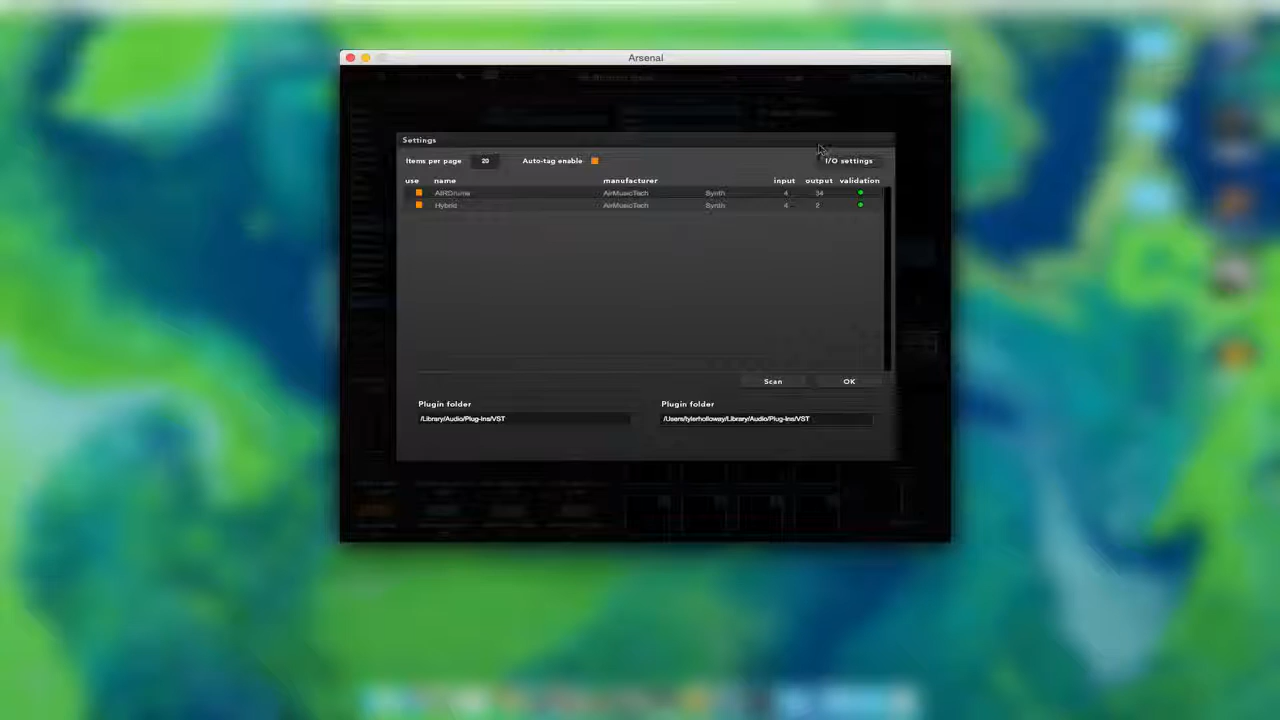 Arsenal
Settings
Items per page 20 Auto-tag enable I/O settings
use name manufacturer input output validation
AIRDrums AirMusicTech Synth 4 34
Hybrid AirMusicTech Synth 4 2
Scan OK
Plugin folder Plugin folder
/Library/Audio/Plug-Ins/VST /Users/tylerholloway/Library/Audio/Plug-Ins/VST